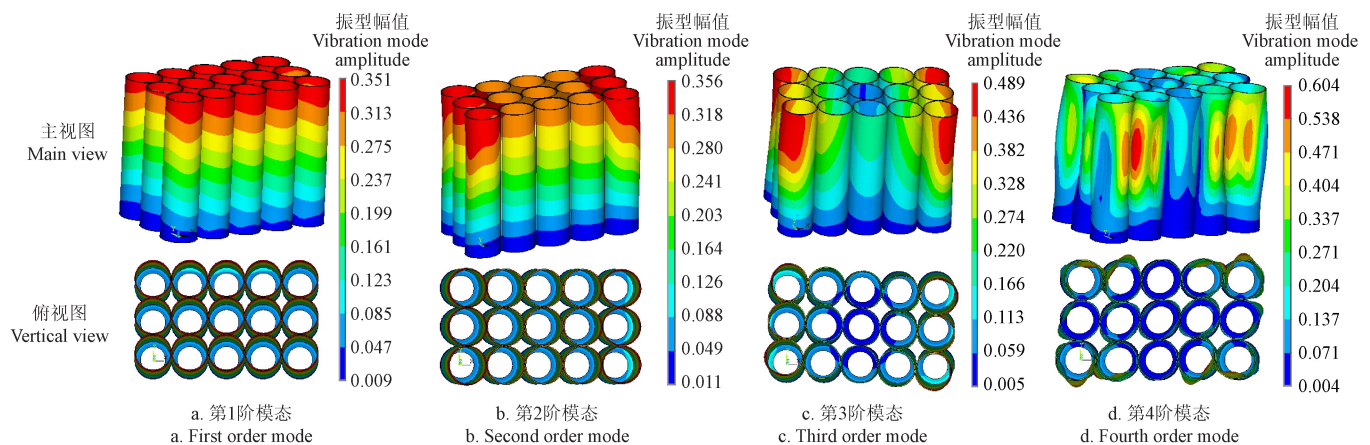 振型幅值
Vibration mode
amplitude
0.351
0.313
0.275
0.237
0.199
0.161
0.123
0.085
0.047
0.009
振型幅值
Vibration mode
amplitude
0.356
0.318
0.280
0.241
0.203
0.164
0.126
0.088
0.049
0.011
振型幅值
Vibration mode
amplitude
0.489
0.436
0.382
0.328
0.274
0.220
0.166
0.113
0.059
0.005
振型幅值
Vibration mode
amplitude
0.604
0.538
0.471
0.404
0.337
0.271
0.204
0.137
0.071
0.004
主视图
Main view
俯视图
Vertical view
a. 第1阶模态
a. First order mode
b. 第2阶模态
b. Second order mode
c. 第3阶模态
c. Third order mode
d. 第4阶模态
d. Fourth order mode